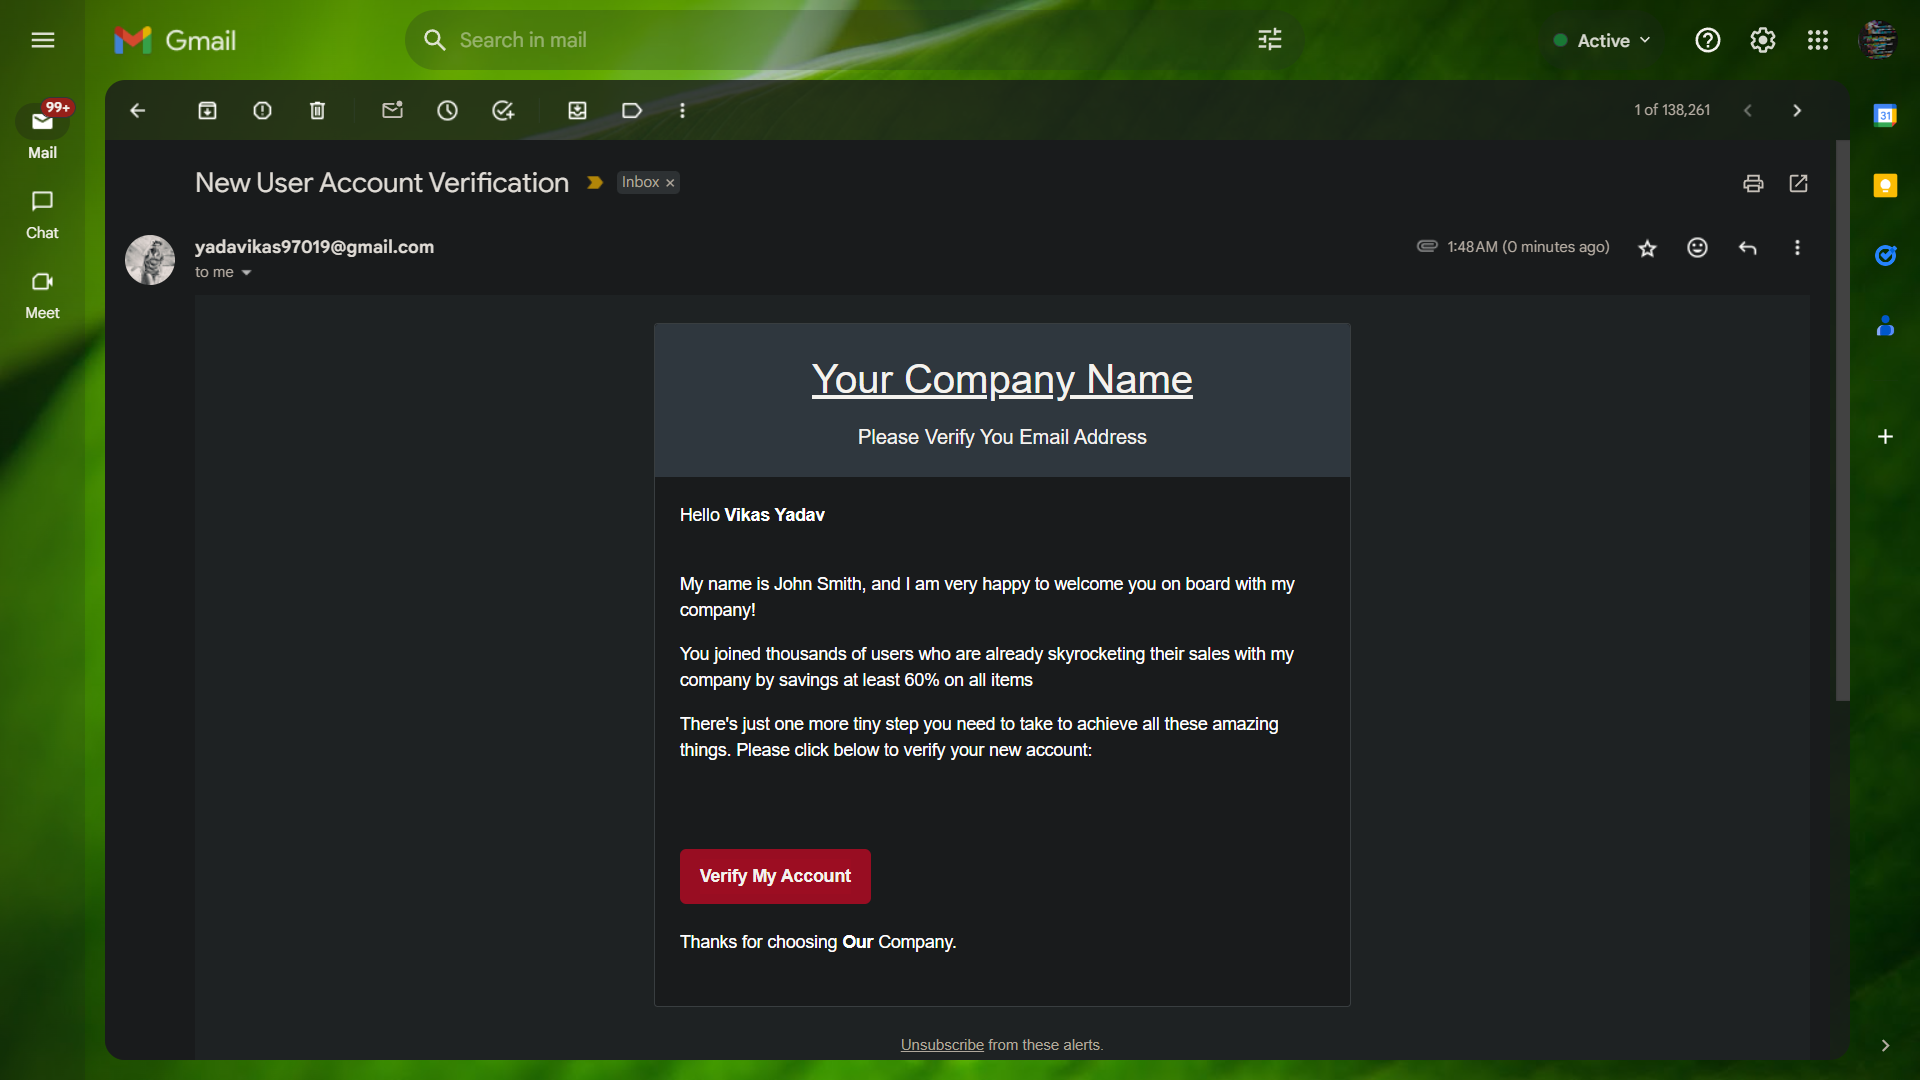 Gmail
Search in mail
Active
99+
Mail
Chat
Meet
1 of 138,261
31
New User Account Verification
Inbox ×
yadavikas97019@gmail.com
1:48 AM (0 minutes ago)
to me
Your Company Name
Please Verify You Email Address
Hello Vikas Yadav
My name is John Smith, and I am very happy to welcome you on board with my
company!
You joined thousands of users who are already skyrocketing their sales with my
company by savings at least 60% on all items
There's just one more tiny step you need to take to achieve all these amazing
things. Please click below to verify your new account:
Verify My Account
Thanks for choosing Our Company.
Unsubscribe from these alerts.